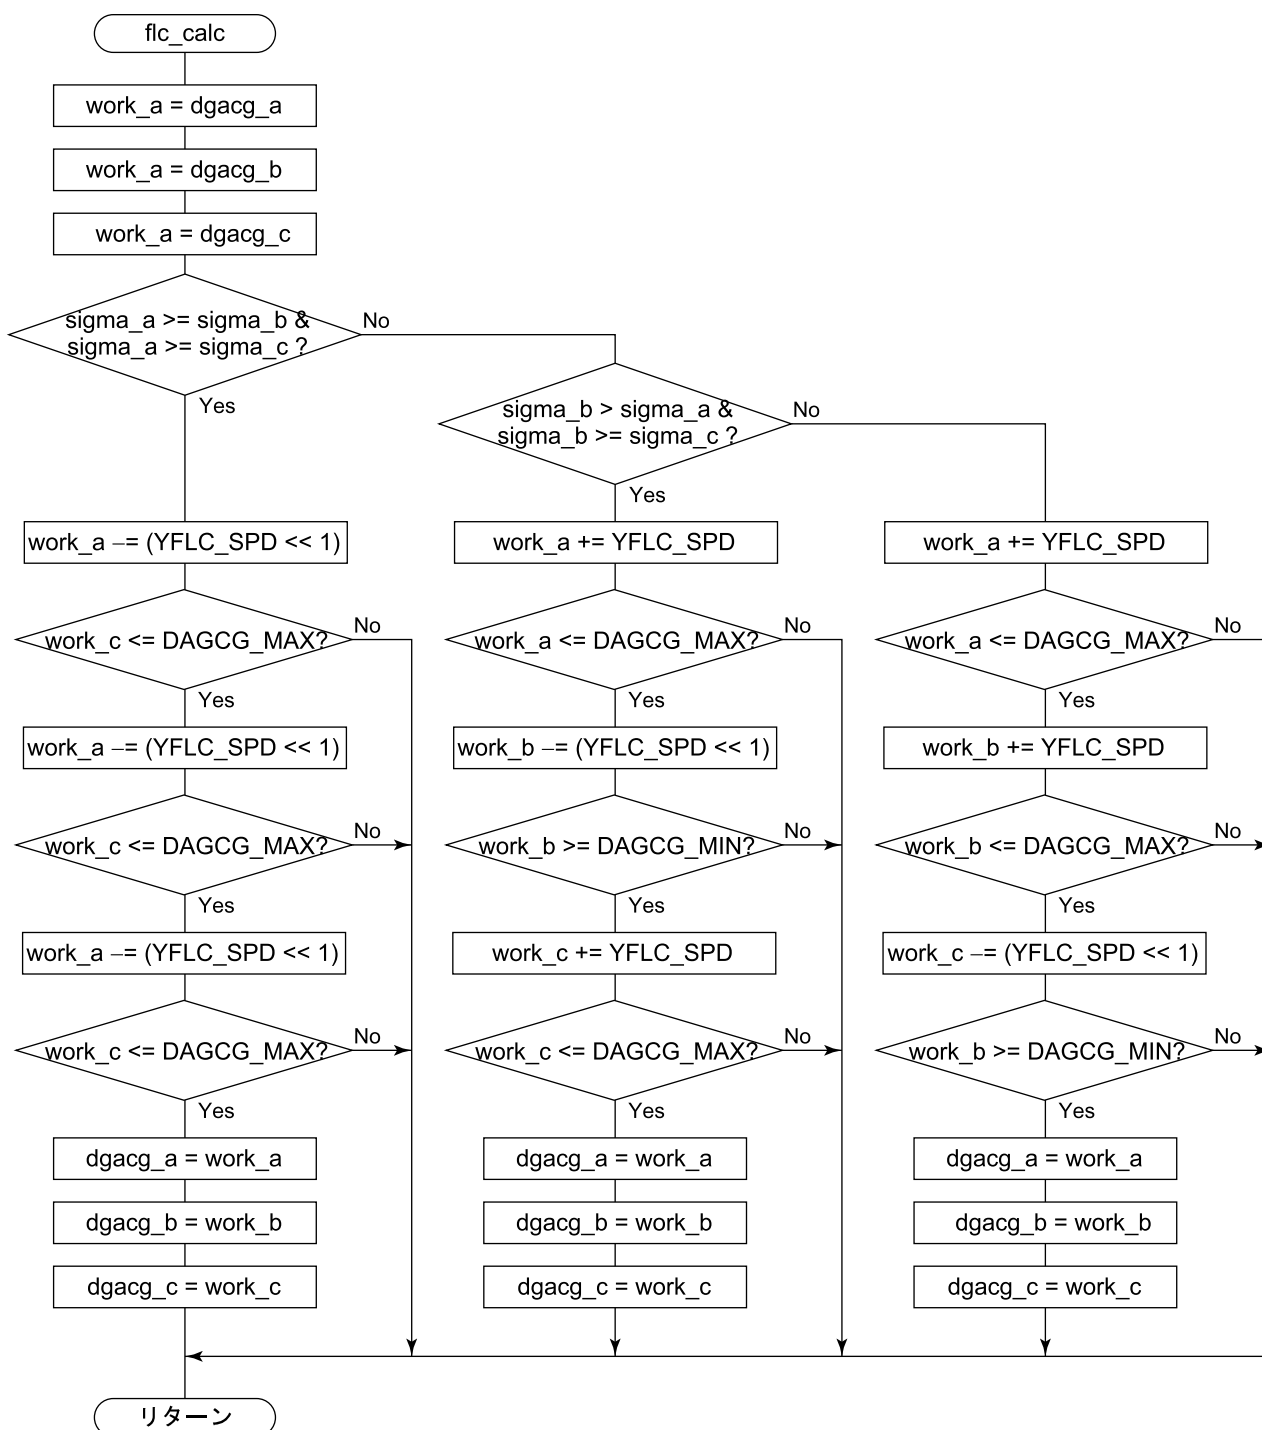 flc_calc
work_a = dgacg_a
work_a = dgacg_b
work_a = dgacg_c
sigma_a >= sigma_b &
sigma_a >= sigma_c ?
No
Yes
sigma_b > sigma_a &
sigma_b >= sigma_c ?
No
Yes
work_a –= (YFLC_SPD << 1)
work_c <= DAGCG_MAX?
No
Yes
work_a –= (YFLC_SPD << 1)
work_c <= DAGCG_MAX?
No
Yes
work_a –= (YFLC_SPD << 1)
work_c <= DAGCG_MAX?
No
Yes
dgacg_a = work_a
dgacg_b = work_b
dgacg_c = work_c
work_a += YFLC_SPD
work_a <= DAGCG_MAX?
No
Yes
work_b –= (YFLC_SPD << 1)
work_b >= DAGCG_MIN?
No
Yes
work_c += YFLC_SPD
work_c <= DAGCG_MAX?
No
Yes
dgacg_a = work_a
dgacg_b = work_b
dgacg_c = work_c
work_a += YFLC_SPD
work_a <= DAGCG_MAX?
No
Yes
work_b += YFLC_SPD
work_b <= DAGCG_MAX?
No
Yes
work_c –= (YFLC_SPD << 1)
work_b >= DAGCG_MIN?
No
Yes
dgacg_a = work_a
dgacg_b = work_b
dgacg_c = work_c
リターン